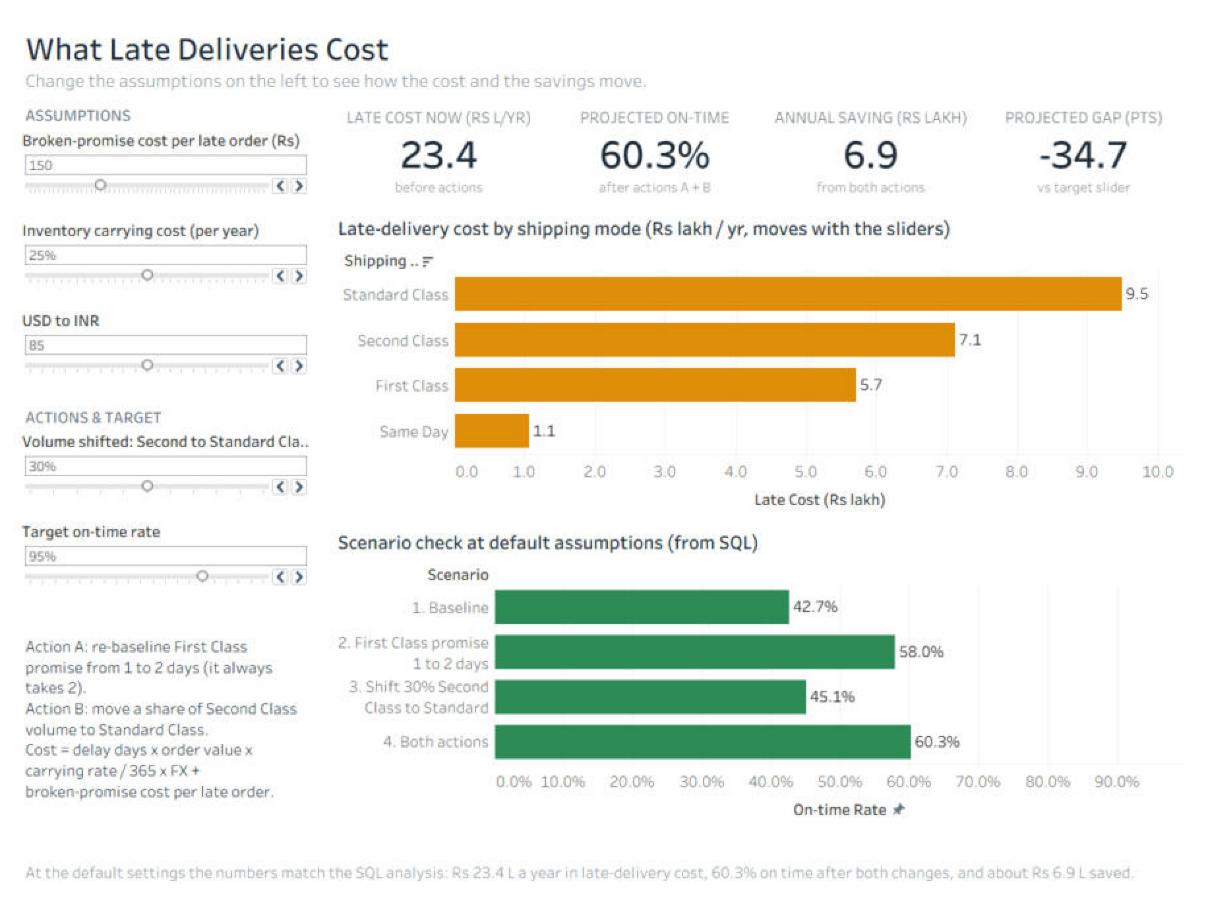 What Late Deliveries Cost
Change the assumptions on the left to see how the cost and the savings move.
ASSUMPTIONS
Broken-promise cost per late order (Rs)
150
Inventory carrying cost (per year)
25%
USD to INR
85
ACTIONS & TARGET
Volume shifted: Second to Standard Cla..
30%
Target on-time rate
95%
Action A: re-baseline First Class
promise from 1 to 2 days (it always
takes 2).
Action B: move a share of Second Class
volume to Standard Class.
Cost = delay days x order value x
carrying rate / 365 x FX +
broken-promise cost per late order.
LATE COST NOW (RS L/YR)
23.4
before actions
PROJECTED ON-TIME
60.3%
after actions A + B
ANNUAL SAVING (RS LAKH)
6.9
from both actions
PROJECTED GAP (PTS)
-34.7
vs target slider
Late-delivery cost by shipping mode (Rs lakh / yr, moves with the sliders)
Shipping ..
Standard Class 9.5
Second Class 7.1
First Class 5.7
Same Day 1.1
0.0 1.0 2.0 3.0 4.0 5.0 6.0 7.0 8.0 9.0 10.0
Late Cost (Rs lakh)
Scenario check at default assumptions (from SQL)
Scenario
1. Baseline 42.7%
2. First Class promise
1 to 2 days 58.0%
3. Shift 30% Second
Class to Standard 45.1%
4. Both actions 60.3%
0.0% 10.0% 20.0% 30.0% 40.0% 50.0% 60.0% 70.0% 80.0% 90.0%
On-time Rate
At the default settings the numbers match the SQL analysis: Rs 23.4 L a year in late-delivery cost, 60.3% on time after both changes, and about Rs 6.9 L saved.